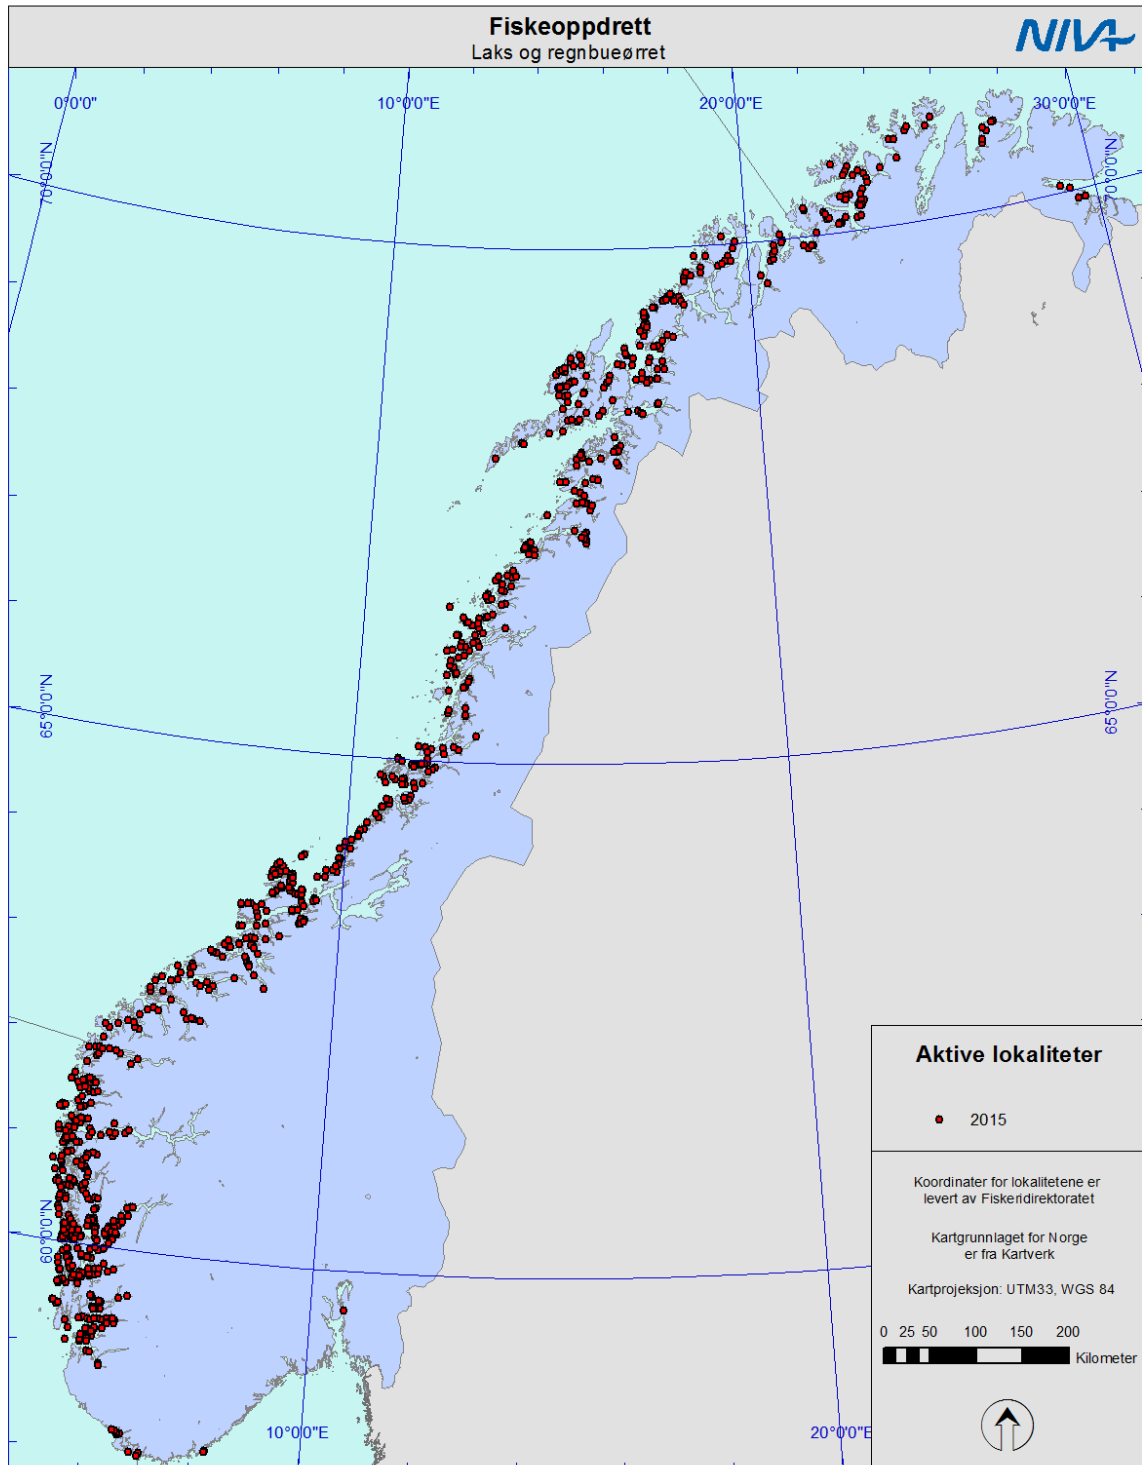 Fiskeoppdrett
Laks og regnbueørret
NIVA
0°0'0"
10°0'0"E
20°0'0"E
30°0'0"E
70°0'0"N
70°0'0"N
65°0'0"N
65°0'0"N
60°0'0"N
10°0'0"E
20°0'0"E
Aktive lokaliteter
2015
Koordinater for lokalitetene er
levert av Fiskeridirektoratet
Kartgrunnlaget for Norge
er fra Kartverk
Kartprojeksjon: UTM33, WGS 84
0 25 50 100 150 200
Kilometer